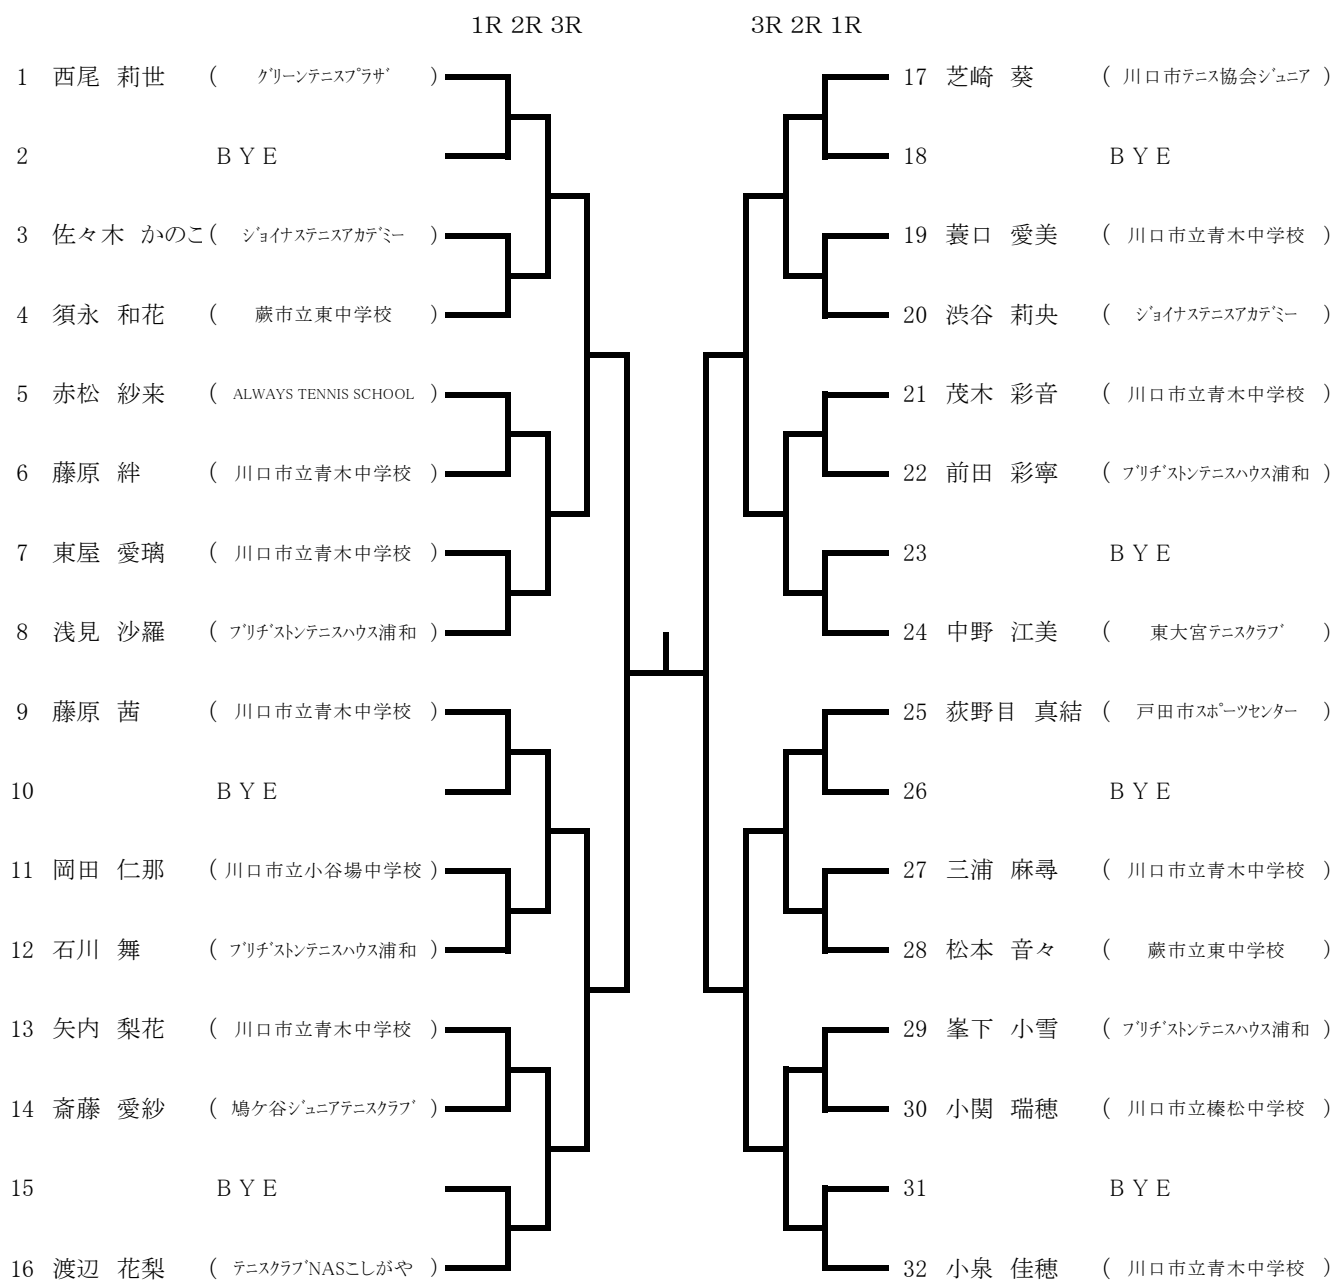 1R 2R 3R
3R 2R 1R
1 西尾 莉世 ( グリーンテニスプラザ )
2 BYE
3 佐々木 かのこ ( ジョイナステニスアカデミー )
4 須永 和花 ( 蕨市立東中学校 )
5 赤松 紗来 ( ALWAYS TENNIS SCHOOL )
6 藤原 絆 ( 川口市立青木中学校 )
7 東屋 愛璃 ( 川口市立青木中学校 )
8 浅見 沙羅 ( ブリヂストンテニスハウス浦和 )
9 藤原 茜 ( 川口市立青木中学校 )
10 BYE
11 岡田 仁那 ( 川口市立小谷場中学校 )
12 石川 舞 ( ブリヂストンテニスハウス浦和 )
13 矢内 梨花 ( 川口市立青木中学校 )
14 斎藤 愛紗 ( 鳩ケ谷ジュニアテニスクラブ )
15 BYE
16 渡辺 花梨 ( テニスクラブNASこしがや )
17 芝崎 葵 ( 川口市テニス協会ジュニア )
18 BYE
19 蓑口 愛美 ( 川口市立青木中学校 )
20 渋谷 莉央 ( ジョイナステニスアカデミー )
21 茂木 彩音 ( 川口市立青木中学校 )
22 前田 彩寧 ( ブリヂストンテニスハウス浦和 )
23 BYE
24 中野 江美 ( 東大宮テニスクラブ )
25 荻野目 真結 ( 戸田市スポーツセンター )
26 BYE
27 三浦 麻尋 ( 川口市立青木中学校 )
28 松本 音々 ( 蕨市立東中学校 )
29 峯下 小雪 ( ブリヂストンテニスハウス浦和 )
30 小関 瑞穂 ( 川口市立榛松中学校 )
31 BYE
32 小泉 佳穂 ( 川口市立青木中学校 )